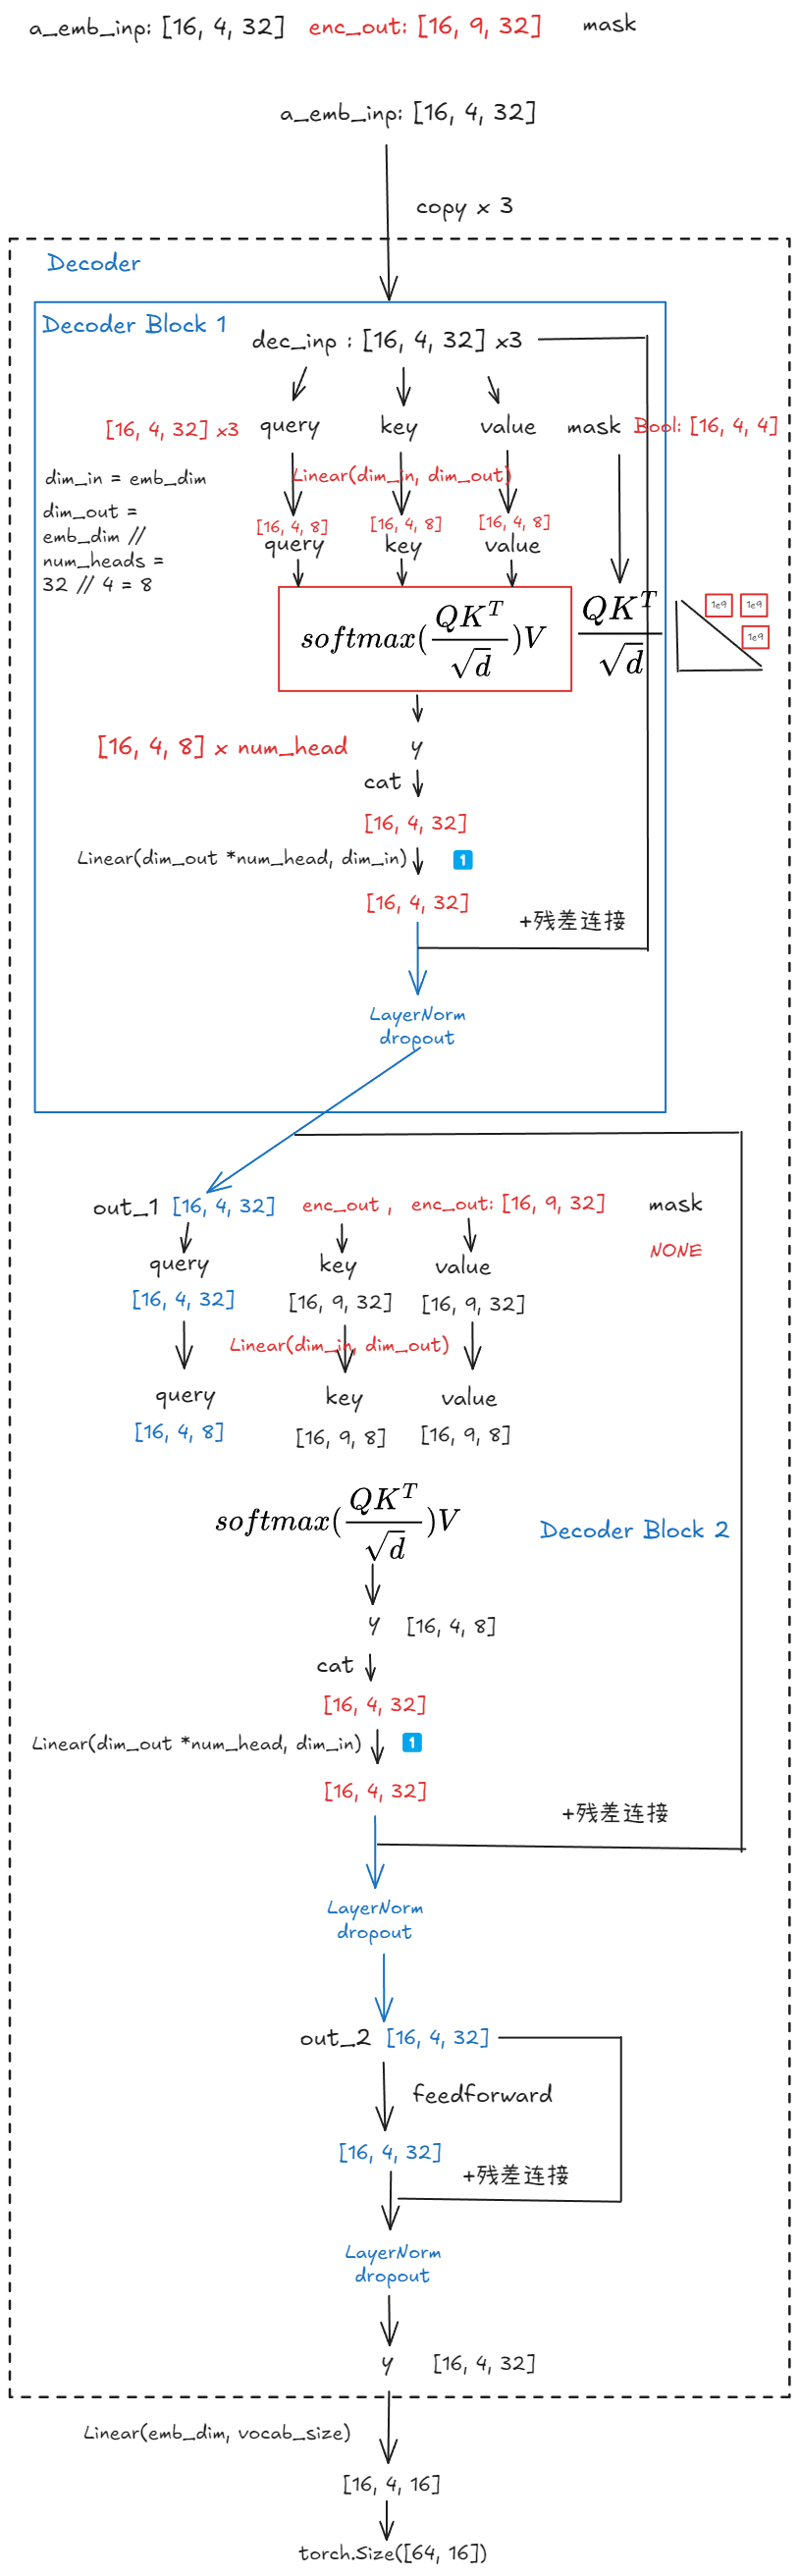 a_emb_inp: [16, 4, 32] enc_out: [16, 9, 32] mask
a_emb_inp: [16, 4, 32]
copy x 3
Decoder
Decoder Block 1
dec_inp : [16, 4, 32] x3
[16, 4, 32] x3 query key value mask Bool: [16, 4, 4]
dim_in = emb_dim
Linear(dim_in, dim_out)
dim_out =
emb_dim //
num_heads =
32 // 4 = 8
[16, 4, 8] [16, 4, 8] [16, 4, 8]
query key value
softmax(QK^T/√d)V
QK^T/√d
1e9 1e9
1e9
[16, 4, 8] x num_head y
cat
[16, 4, 32]
Linear(dim_out *num_head, dim_in) 1
[16, 4, 32]
+残差连接
LayerNorm
dropout
out_1 [16, 4, 32] enc_out , enc_out: [16, 9, 32] mask
query key value NONE
[16, 4, 32] [16, 9, 32] [16, 9, 32]
Linear(dim_in, dim_out)
query key value
[16, 4, 8] [16, 9, 8] [16, 9, 8]
softmax(QK^T/√d)V
Decoder Block 2
y [16, 4, 8]
cat
[16, 4, 32]
Linear(dim_out *num_head, dim_in) 1
[16, 4, 32]
+残差连接
LayerNorm
dropout
out_2 [16, 4, 32]
feedforward
[16, 4, 32]
+残差连接
LayerNorm
dropout
y [16, 4, 32]
Linear(emb_dim, vocab_size)
[16, 4, 16]
torch.Size([64, 16])